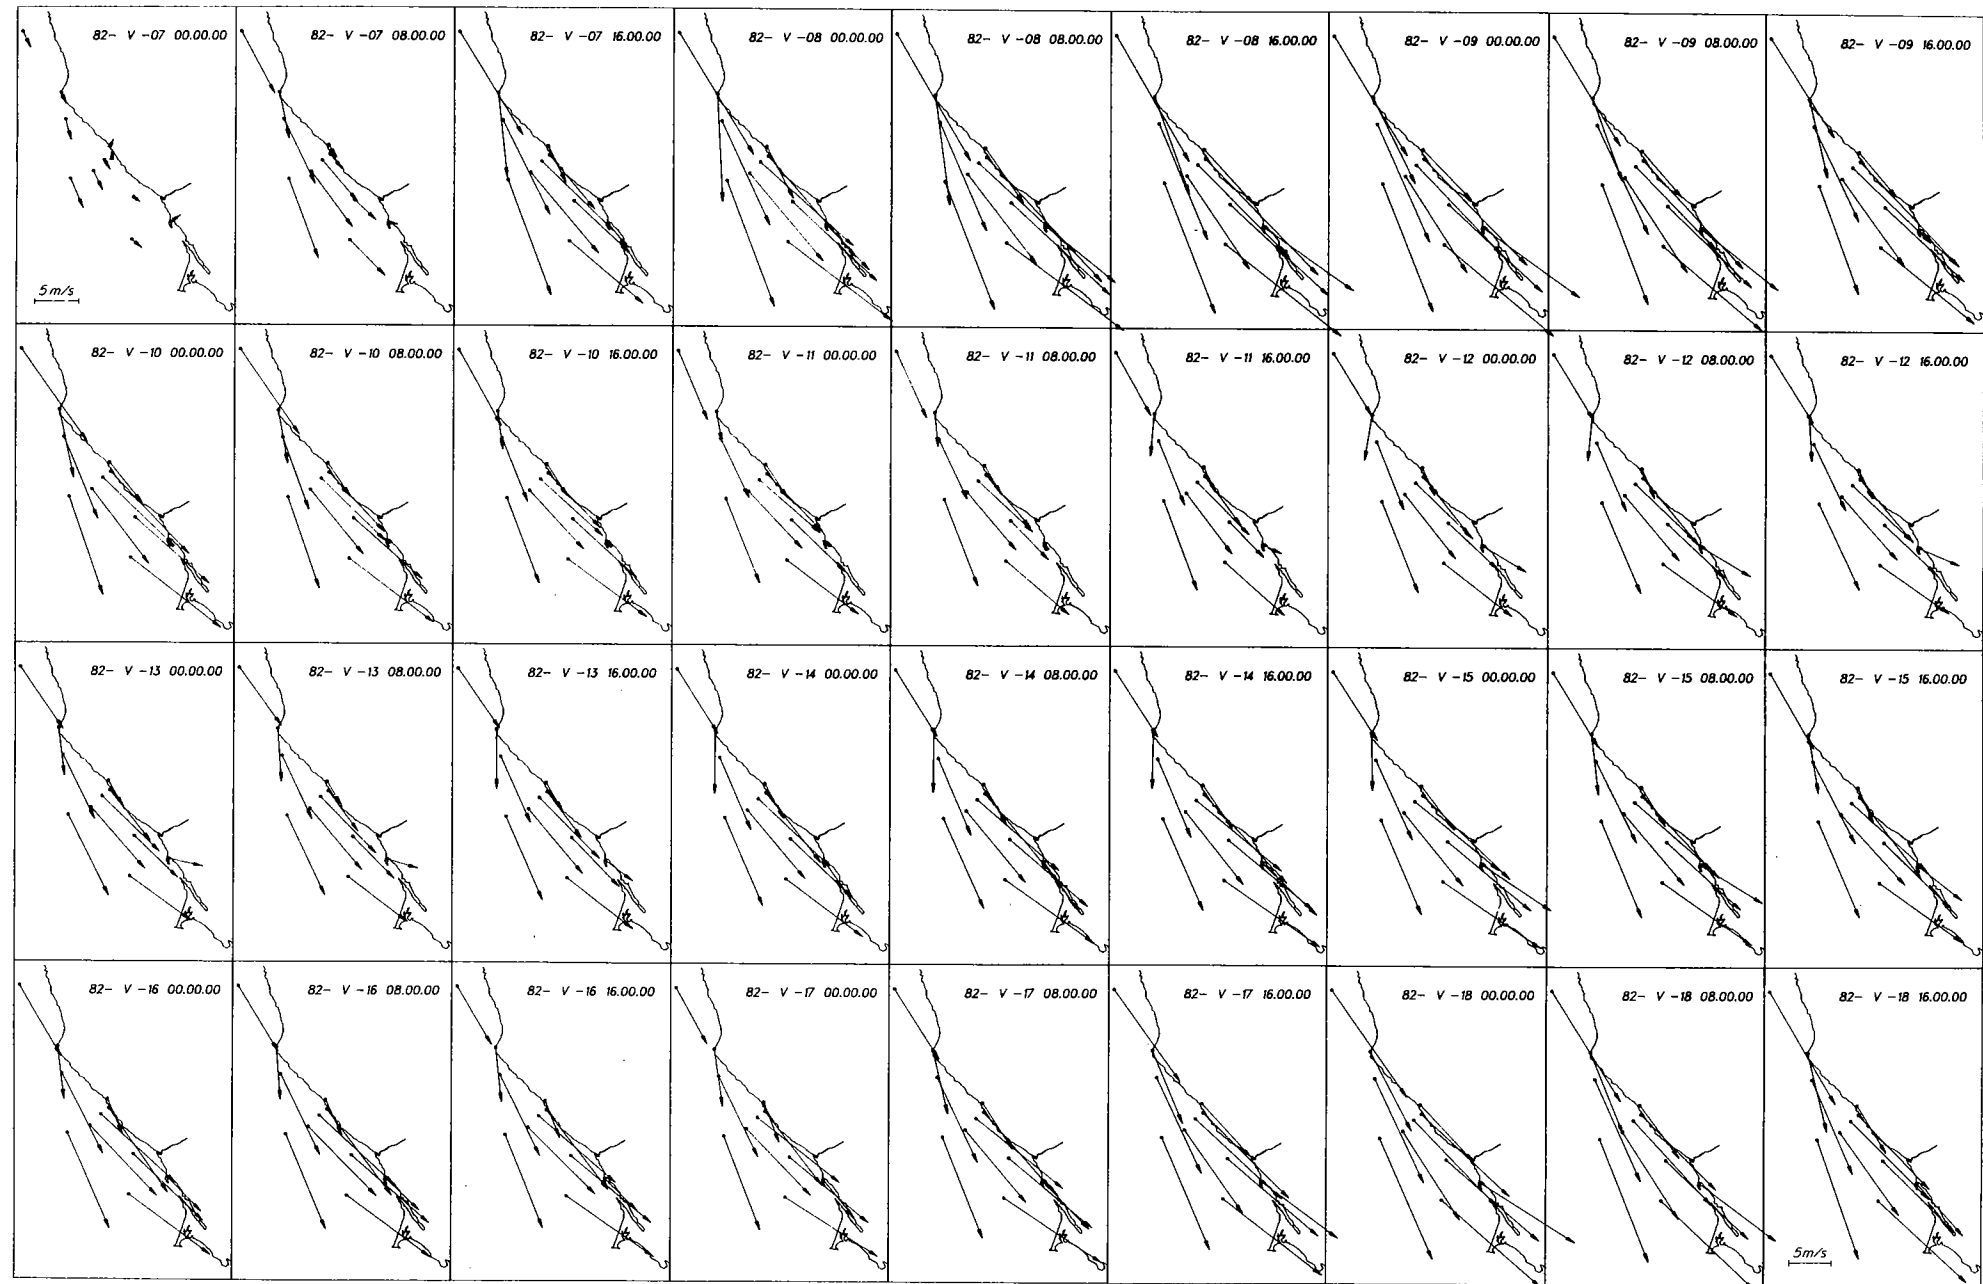 82- V -07 00.00.00
82- V -07 08.00.00
82- V -07 16.00.00
82- V -08 00.00.00
82- V -08 08.00.00
82- V -08 16.00.00
82- V -09 00.00.00
82- V -09 08.00.00
82- V -09 16.00.00
5 m/s
82- V -10 00.00.00
82- V -10 08.00.00
82- V -10 16.00.00
82- V -11 00.00.00
82- V -11 08.00.00
82- V -11 16.00.00
82- V -12 00.00.00
82- V -12 08.00.00
82- V -12 16.00.00
82- V -13 00.00.00
82- V -13 08.00.00
82- V -13 16.00.00
82- V -14 00.00.00
82- V -14 08.00.00
82- V -14 16.00.00
82- V -15 00.00.00
82- V -15 08.00.00
82- V -15 16.00.00
82- V -16 00.00.00
82- V -16 08.00.00
82- V -16 16.00.00
82- V -17 00.00.00
82- V -17 08.00.00
82- V -17 16.00.00
82- V -18 00.00.00
82- V -18 08.00.00
82- V -18 16.00.00
5m/s